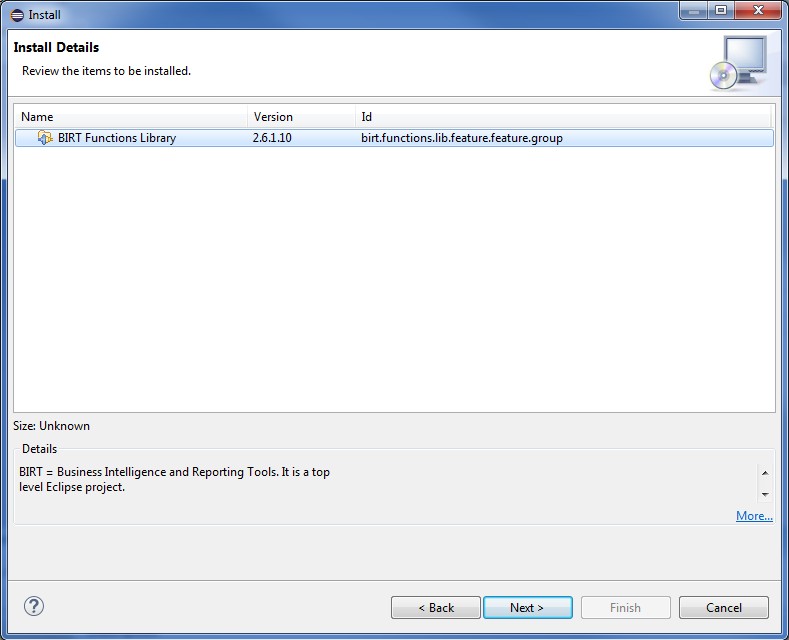 Install
Install Details
Review the items to be installed.
Name Version Id
BIRT Functions Library 2.6.1.10 birt.functions.lib.feature.feature.group
Size: Unknown
Details
BIRT = Business Intelligence and Reporting Tools. It is a top
level Eclipse project.
More...
? < Back Next > Finish Cancel